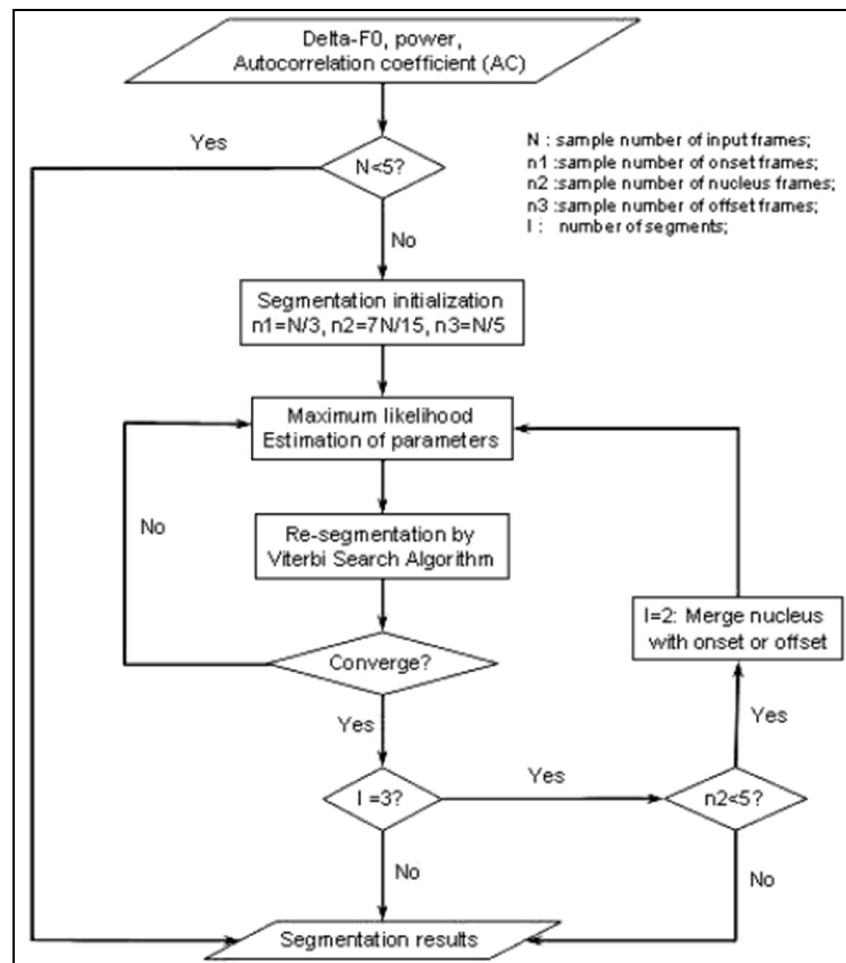 Delta-F0, power,
Autocorrelation coefficient (AC)
Yes
N<5?
N : sample number of input frames;
n1 :sample number of onset frames;
n2 :sample number of nucleus frames;
n3 :sample number of offset frames;
I : number of segments;
No
Segmentation initialization
n1=N/3, n2=7N/15, n3=N/5
Maximum likelihood
Estimation of parameters
No
Re-segmentation by
Viterbi Search Algorithm
I=2: Merge nucleus
with onset or offset
Converge?
Yes
Yes
I =3?
Yes
n2<5?
No
No
Segmentation results